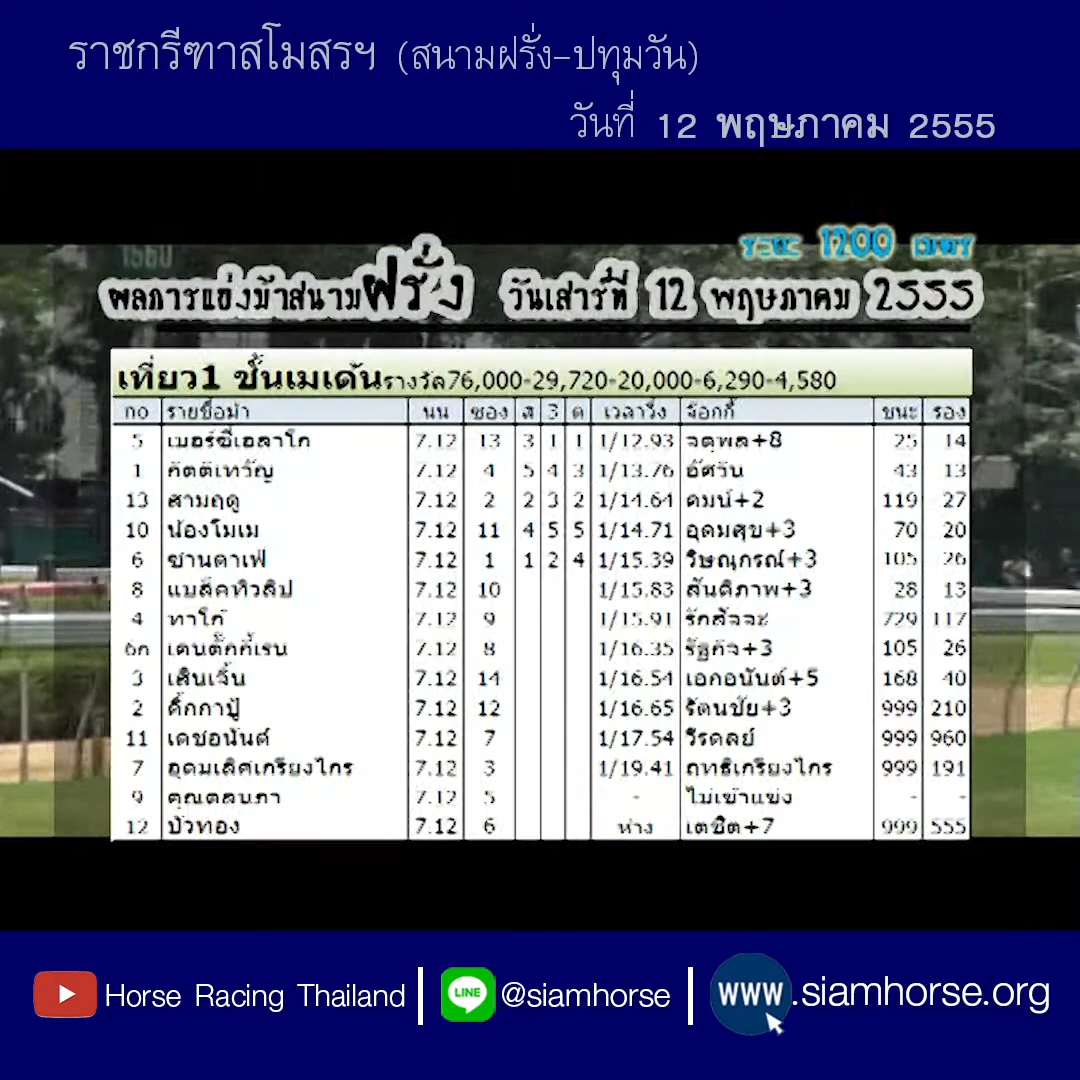 ราชกรีฑาสโมสรฯ (สนามฝรั่ง-ปทุมวัน)
วันที่ 12 พฤษภาคม 2555
ระยะ 1200 เมตร
ผลการแข่งม้าสนามฝรั่ง วันเสาร์ที่ 12 พฤษภาคม 2555
เที่ยว1 ชั้นเมเด้นรางวัล76,000-29,720-20,000-6,290-4,580
no รายชื่อม้า นน ซอง ส 3 ต เวลาวิ่ง จ๊อกกี้ ชนะ รอง
5 เมอร์ซี่เอลาโก 7.12 13 3 1 1 1/12.93 จตุพล+8 25 14
1 กิตติเทวัญ 7.12 4 5 4 3 1/13.76 อัศวิน 43 13
13 สามฤดู 7.12 2 2 3 2 1/14.64 คมน์+2 119 27
10 น้องโมเม 7.12 11 4 5 5 1/14.71 อุดมสุข+3 70 20
6 ซานตาเฟ่ 7.12 1 1 2 4 1/15.39 วิษณุกรณ์+3 105 26
8 แบล็คทิวลิป 7.12 10 1/15.83 สันติภาพ+3 28 13
4 ทาโก้ 7.12 9 1/15.91 รักสัจจะ 729 117
6ก เดนตั๊กกี้เรน 7.12 8 1/16.35 รัฐกิจ+3 105 26
3 เส้นเจิ้น 7.12 14 1/16.54 เอกอนันต์+5 168 40
2 คิ้กกาปู้ 7.12 12 1/16.65 รัตนชัย+3 999 210
11 เดชอนันต์ 7.12 7 1/17.54 วีรดลย์ 999 960
7 อุดมเลิศเกรียงไกร 7.12 3 1/19.41 ฤทธิเกรียงไกร 999 191
9 7.12 5 - ไม่เข้าแข่ง - -
12 บัวทอง 7.12 6 ห่าง เตชิต+7 999 555
Horse Racing Thailand | LINE @siamhorse | www.siamhorse.org